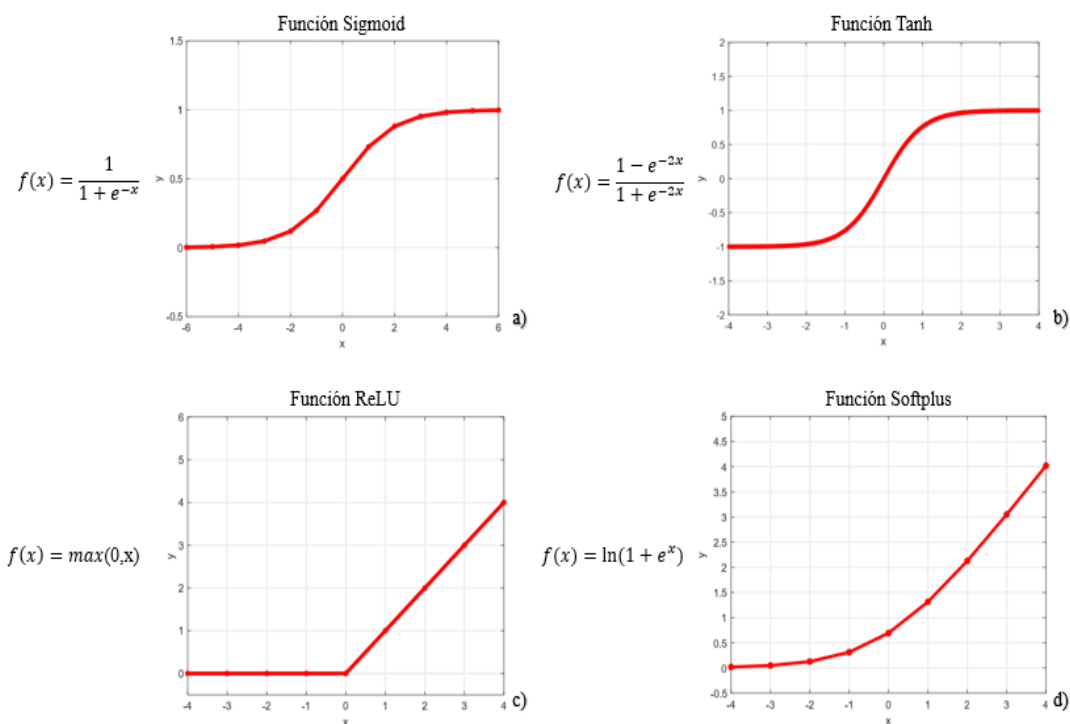 Función Sigmoid
f(x) = 1 / (1 + e^{-x})
1.5
1
0.5
0
-0.5
y
-6 -4 -2 0 2 4 6
x
a)
Función Tanh
f(x) = (1 - e^{-2x}) / (1 + e^{-2x})
2
1.5
1
0.5
0
-0.5
-1
-1.5
-2
y
-4 -3 -2 -1 0 1 2 3 4
x
b)
Función ReLU
f(x) = max(0,x)
6
5
4
3
2
1
0
y
-4 -3 -2 -1 0 1 2 3 4
x
c)
Función Softplus
f(x) = ln(1 + e^x)
5
4.5
4
3.5
3
2.5
2
1.5
1
0.5
0
-0.5
y
-4 -3 -2 -1 0 1 2 3 4
x
d)